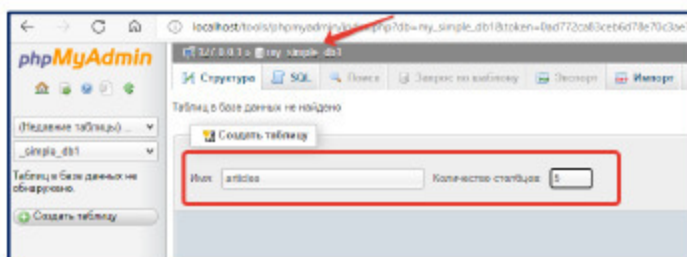 localhost/tools/phpmyadmin/index.php?db=my_simple_db1&token=0ad772ca83ceb6d78e70c3ae
phpMyAdmin
127.0.0.1 » my_simple_db1
Структура SQL Поиск Запрос по шаблону Экспорт Импорт
Таблиц в базе данных не найдено
(Недавние таблицы) ...
_simple_db1
Таблиц в базе данных не
обнаружено.
Создать таблицу
Создать таблицу
Имя: articles Количество столбцов: 5